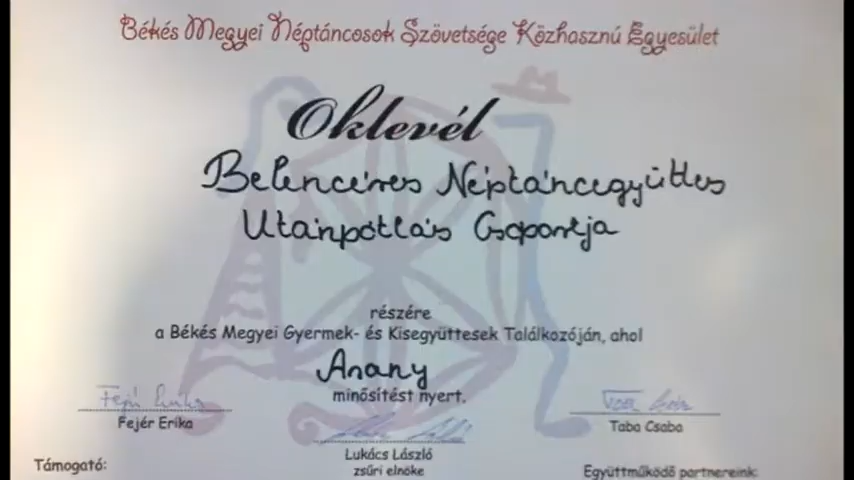 Békés Megyei Néptáncosok Szövetsége Közhasznú Egyesület
Oklevél
Belencéres Néptáncegyüttes
Utánpótlás Csoportja
részére
a Békés Megyei Gyermek- és Kisegyüttesek Találkozóján, ahol
Arany
minősítést nyert.
Fejér Erika
Taba Csaba
Lukács László
zsűri elnöke
Támogató:
Együttműködő partnereink: